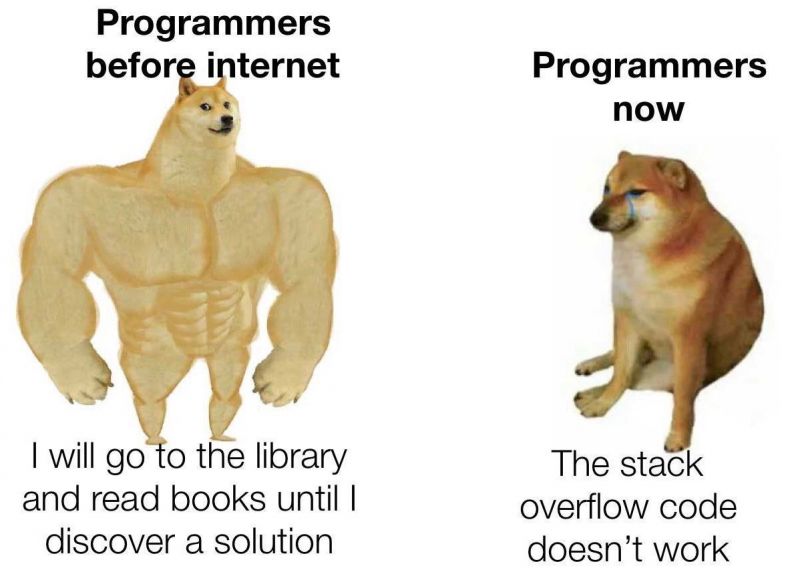 Programmers
before internet
Programmers
now
I will go to the library
and read books until I
discover a solution
The stack
overflow code
doesn't work